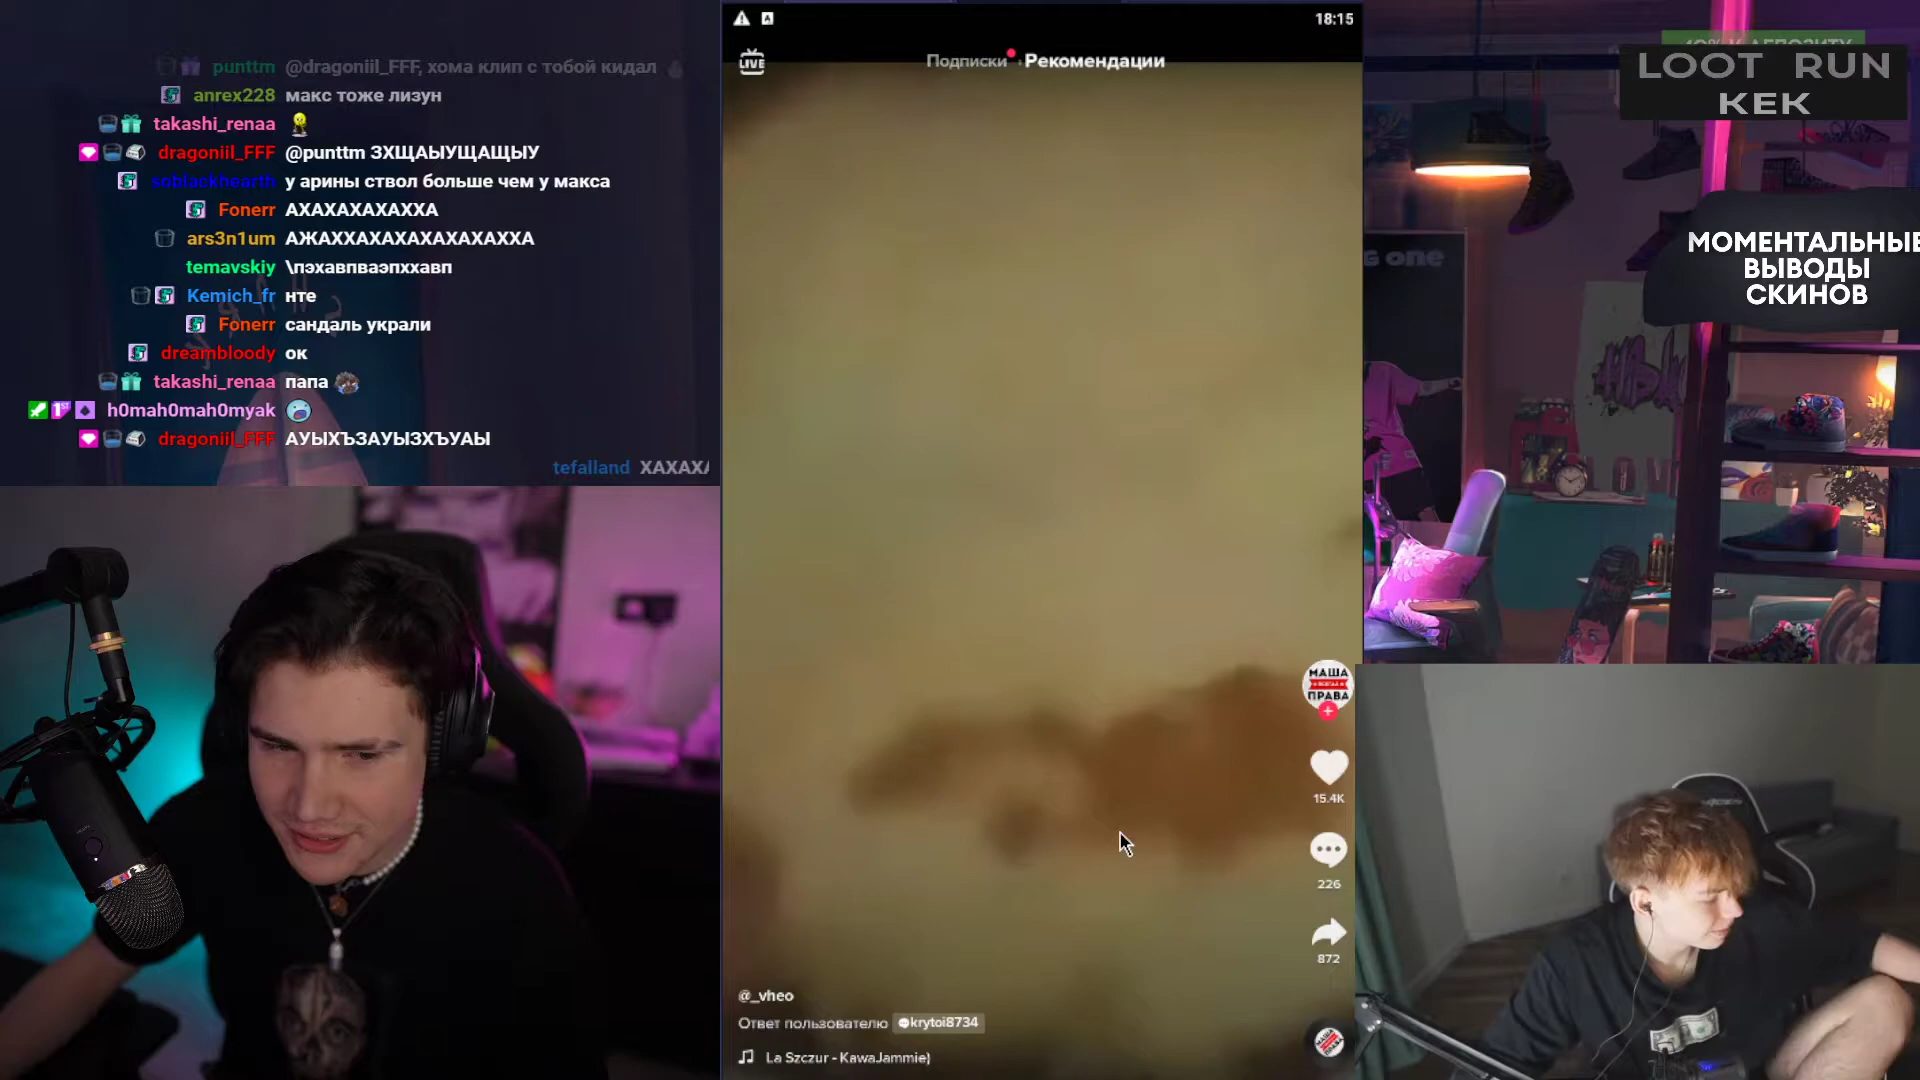 punttm @dragoniil_FFF, хома клип с тобой кидал
anrex228 макс тоже лизун
takashi_renaa
dragoniil_FFF @punttm ЗХЩАЫУЩАЩЫУ
soblackhearth у арины ствол больше чем у макса
Fonerr АХАХАХАХАХХА
ars3n1um АЖАХХАХАХАХАХАХАХХА
temavskiy \пэхавпваэпххавп
Kemich_fr нте
Fonerr сандаль украли
dreambloody ок
takashi_renaa папа
h0mah0mah0myak
dragoniil_FFF АУЫХЪЗАУЫЗХЪУАЫ
tefalland ХАХАХА
18:15
LIVE
Подписки Рекомендации
МАША
ВСЕГДА
ПРАВА
15.4K
226
872
@_vheo
Ответ пользователю krytoi8734
La Szczur - KawaJammie)
LOOT RUN
KEK
МОМЕНТАЛЬНЫЕ
ВЫВОДЫ
СКИНОВ
G one